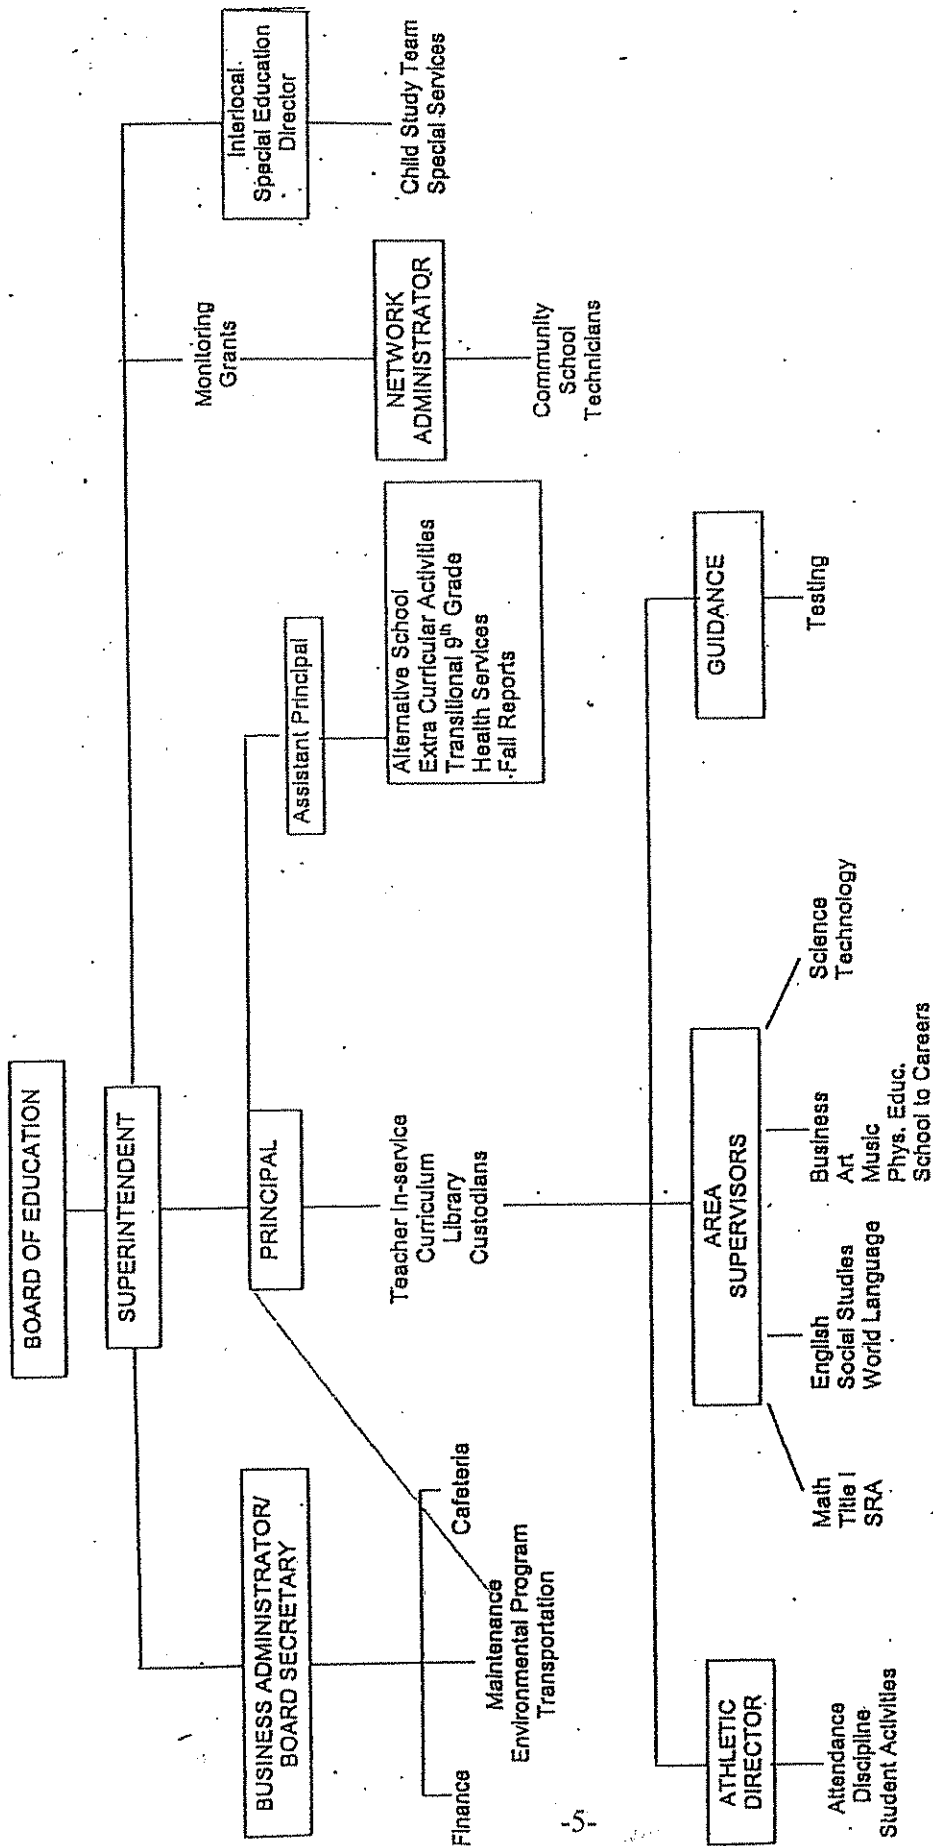 BOARD OF EDUCATION
SUPERINTENDENT
BUSINESS ADMINISTRATOR/
BOARD SECRETARY
Finance
Maintenance
Environmental Program
Transportation
Cafeteria
PRINCIPAL
Teacher In-service
Curriculum
Library
Custodians
Assistant Principal
Alternative School
Extra Curricular Activities
Transitional 9th Grade
Health Services
Fall Reports
Monitoring
Grants
NETWORK
ADMINISTRATOR
Community
School
Technicians
Interlocal
Special Education
Director
Child Study Team
Special Services
ATHLETIC
DIRECTOR
Attendance
Discipline
Student Activities
AREA
SUPERVISORS
Math
Title I
SRA
English
Social Studies
World Language
Business
Art
Music
Phys. Educ.
School to Careers
Science
Technology
GUIDANCE
Testing
-5-